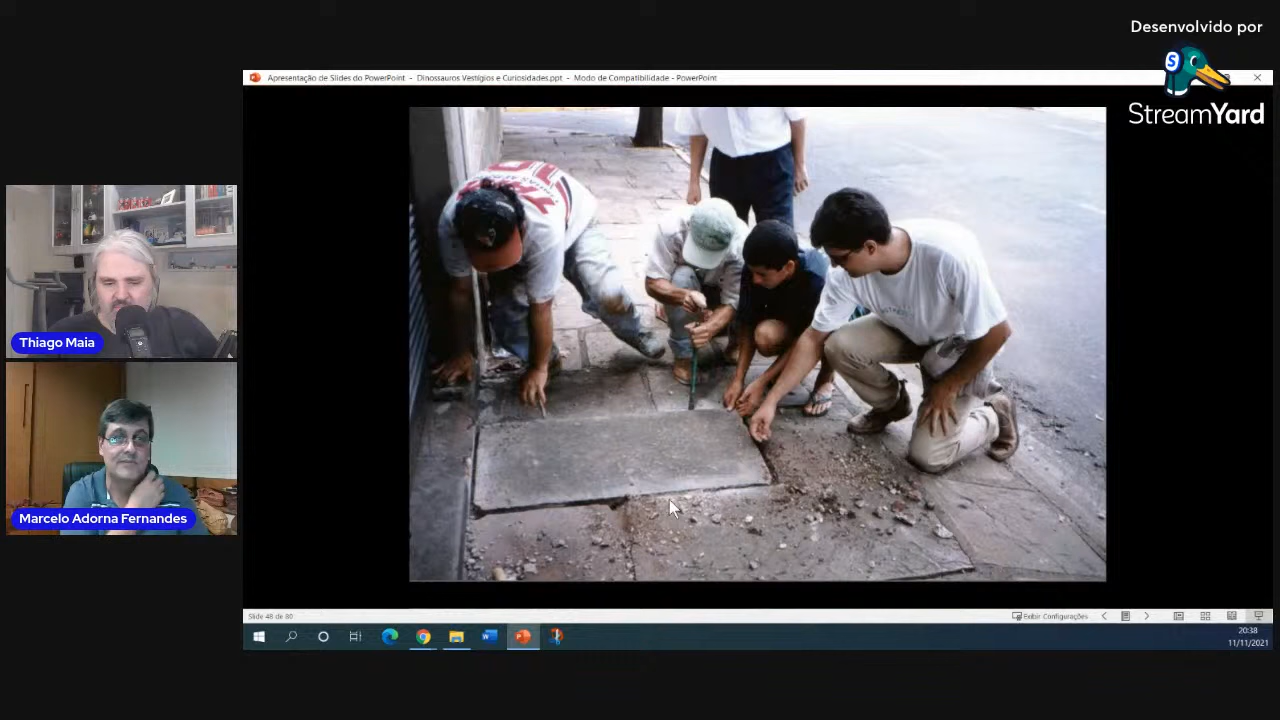 Desenvolvido por
StreamYard
Apresentação de Slides do PowerPoint - Dinossauros Vestígios e Curiosidades.ppt - Modo de Compatibilidade - PowerPoint
Thiago Maia
Marcelo Adorna Fernandes
Slide 48 de 80
Exibir Configurações
20:38
11/11/2021